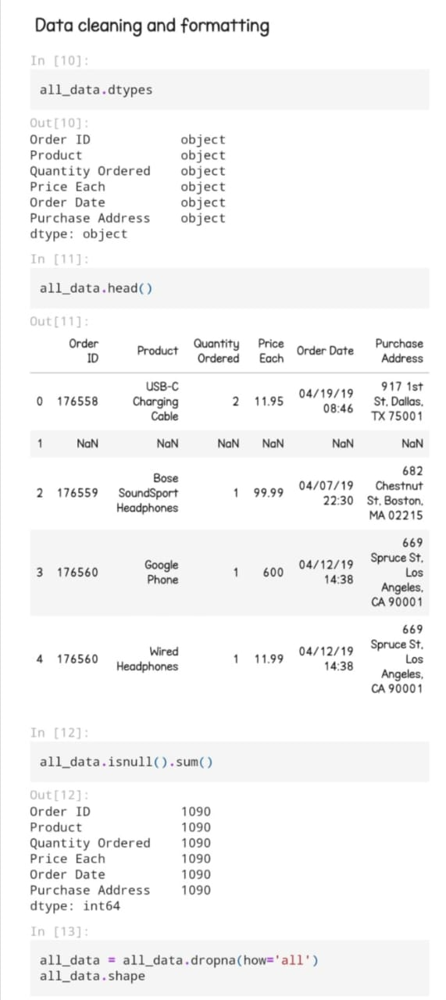 Data cleaning and formatting
In [10]:
all_data.dtypes
Out[10]:
Order ID object
Product object
Quantity Ordered object
Price Each object
Order Date object
Purchase Address object
dtype: object
In [11]:
all_data.head()
Out[11]:
Order ID Product Quantity Ordered Price Each Order Date Purchase Address
0 176558 USB-C Charging Cable 2 11.95 04/19/19 08:46 917 1st St, Dallas, TX 75001
1 NaN NaN NaN NaN NaN NaN
2 176559 Bose SoundSport Headphones 1 99.99 04/07/19 22:30 682 Chestnut St, Boston, MA 02215
3 176560 Google Phone 1 600 04/12/19 14:38 669 Spruce St, Los Angeles, CA 90001
4 176560 Wired Headphones 1 11.99 04/12/19 14:38 669 Spruce St, Los Angeles, CA 90001
In [12]:
all_data.isnull().sum()
Out[12]:
Order ID 1090
Product 1090
Quantity Ordered 1090
Price Each 1090
Order Date 1090
Purchase Address 1090
dtype: int64
In [13]:
all_data = all_data.dropna(how='all')
all_data.shape